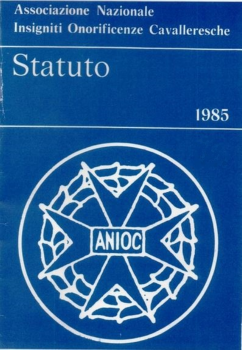 Associazione Nazionale
Insigniti Onorificenze Cavalleresche
Statuto
1985
ANIOC